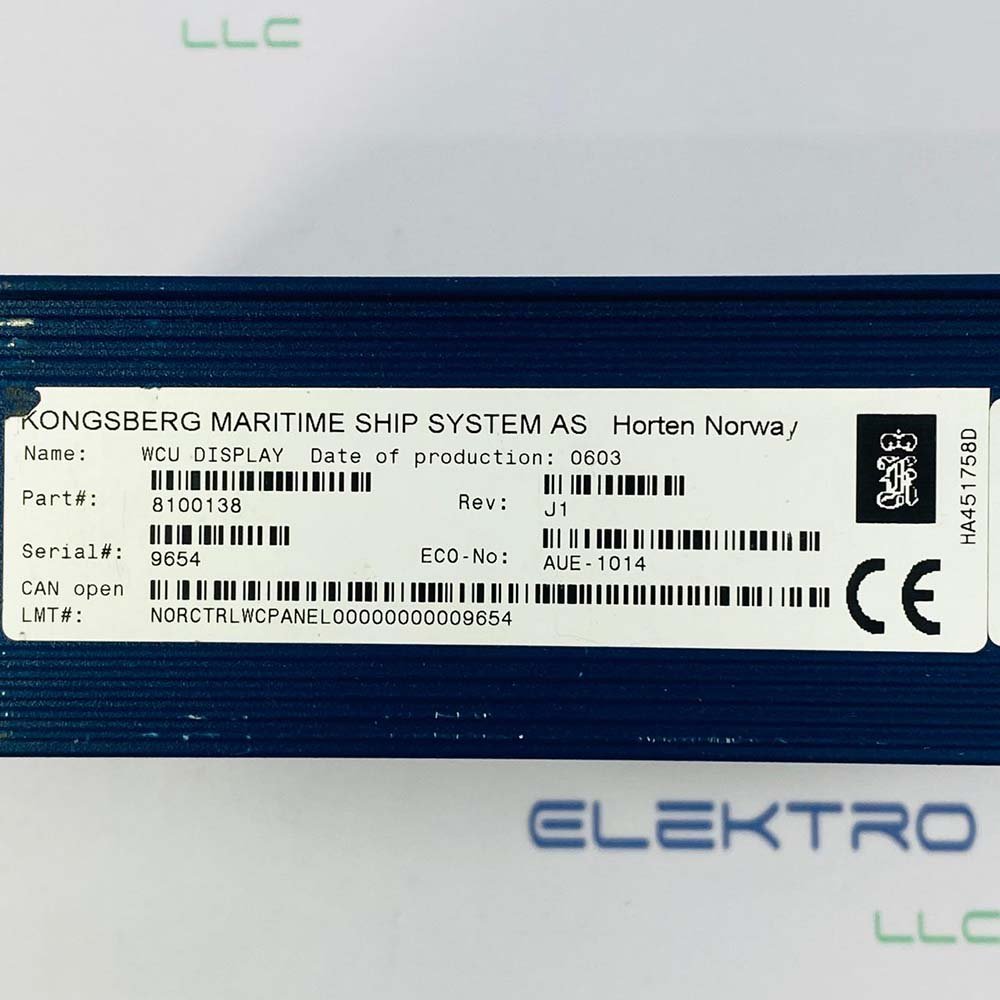 LLC
KONGSBERG MARITIME SHIP SYSTEM AS Horten Norway
Name: WCU DISPLAY Date of production: 0603
Part#: 8100138 Rev: J1
Serial#: 9654 ECO-No: AUE-1014
CAN open
LMT#: NORCTRLWCPANEL00000000009654
CE
HA451758D
ELEKTRO
LLC